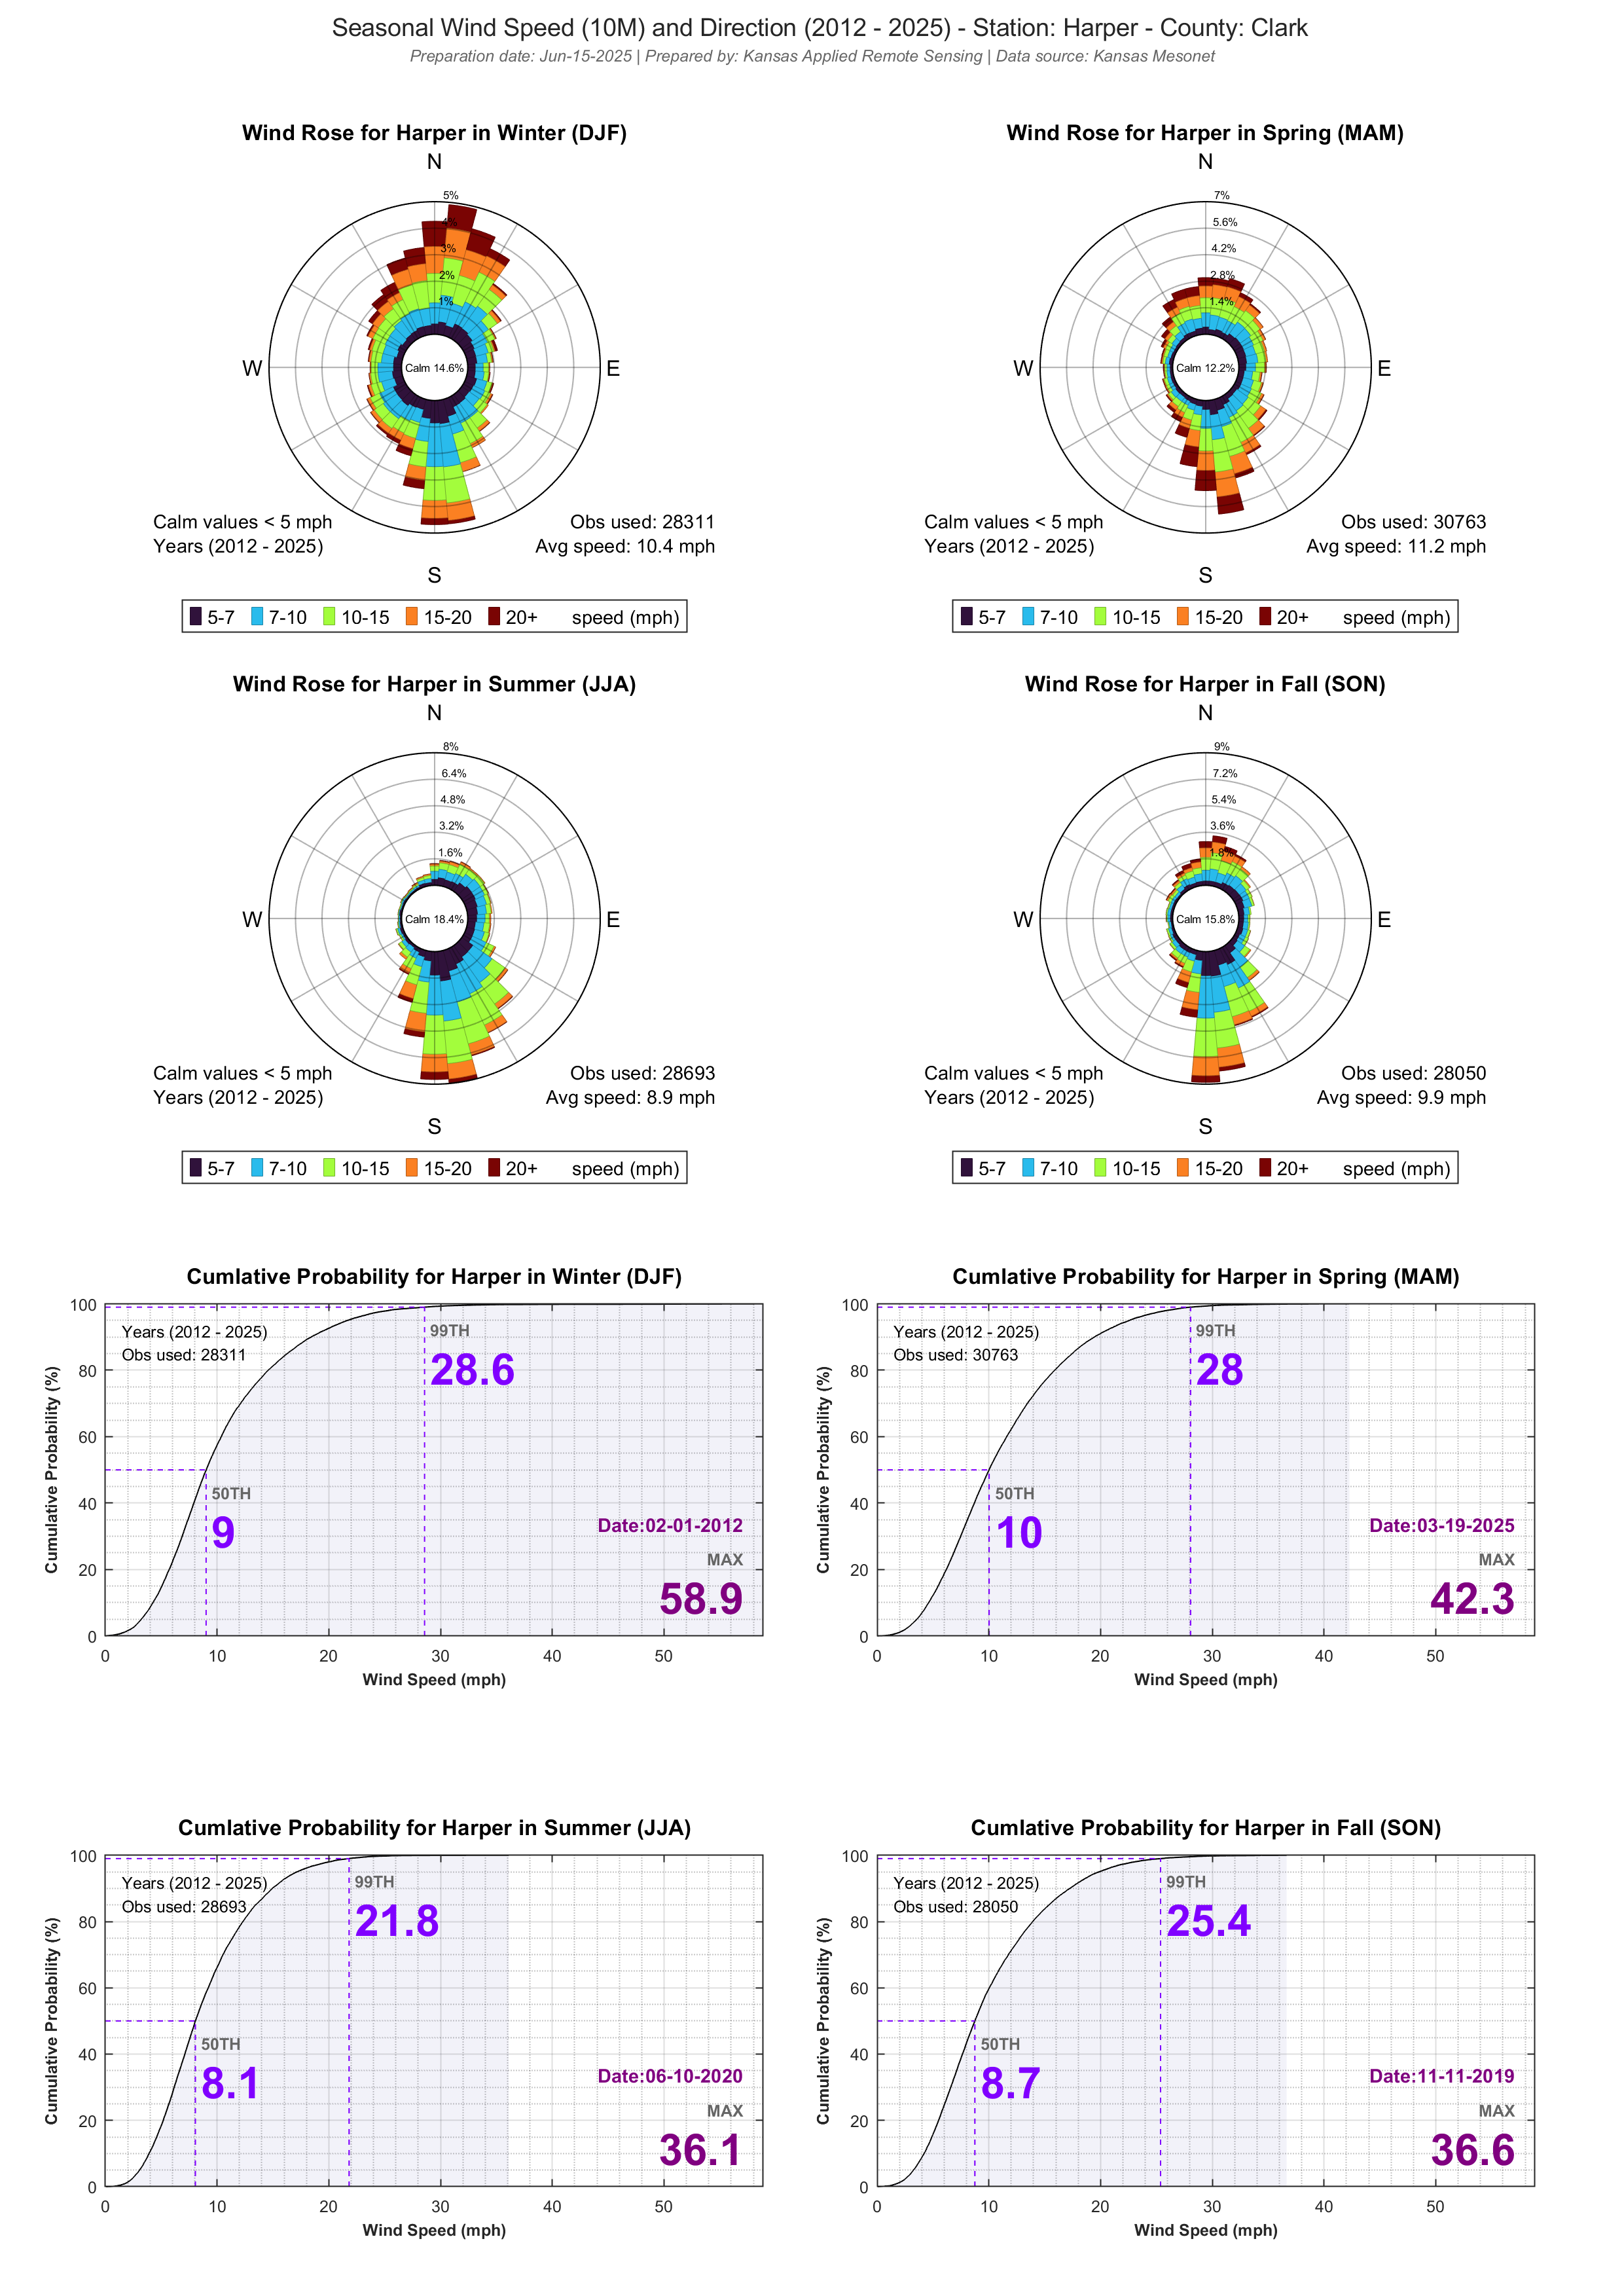 Seasonal Wind Speed (10M) and Direction (2012 - 2025) - Station: Harper - County: Clark
Preparation date: Jun-15-2025 | Prepared by: Kansas Applied Remote Sensing | Data source: Kansas Mesonet
Wind Rose for Harper in Winter (DJF)
N
5%
4%
3%
2%
1%
W
Calm 14.6%
E
Calm values < 5 mph
Years (2012 - 2025)
Obs used: 28311
Avg speed: 10.4 mph
S
5-7 7-10 10-15 15-20 20+ speed (mph)
Wind Rose for Harper in Spring (MAM)
N
7%
5.6%
4.2%
2.8%
1.4%
W
Calm 12.2%
E
Calm values < 5 mph
Years (2012 - 2025)
Obs used: 30763
Avg speed: 11.2 mph
S
5-7 7-10 10-15 15-20 20+ speed (mph)
Wind Rose for Harper in Summer (JJA)
N
8%
6.4%
4.8%
3.2%
1.6%
W
Calm 18.4%
E
Calm values < 5 mph
Years (2012 - 2025)
Obs used: 28693
Avg speed: 8.9 mph
S
5-7 7-10 10-15 15-20 20+ speed (mph)
Wind Rose for Harper in Fall (SON)
N
9%
7.2%
5.4%
3.6%
1.8%
W
Calm 15.8%
E
Calm values < 5 mph
Years (2012 - 2025)
Obs used: 28050
Avg speed: 9.9 mph
S
5-7 7-10 10-15 15-20 20+ speed (mph)
Cumlative Probability for Harper in Winter (DJF)
Cumulative Probability (%)
100
80
60
40
20
0
Years (2012 - 2025)
Obs used: 28311
99TH
28.6
50TH
9
Date:02-01-2012
MAX
58.9
0 10 20 30 40 50
Wind Speed (mph)
Cumlative Probability for Harper in Spring (MAM)
Cumulative Probability (%)
100
80
60
40
20
0
Years (2012 - 2025)
Obs used: 30763
99TH
28
50TH
10
Date:03-19-2025
MAX
42.3
0 10 20 30 40 50
Wind Speed (mph)
Cumlative Probability for Harper in Summer (JJA)
Cumulative Probability (%)
100
80
60
40
20
0
Years (2012 - 2025)
Obs used: 28693
99TH
21.8
50TH
8.1
Date:06-10-2020
MAX
36.1
0 10 20 30 40 50
Wind Speed (mph)
Cumlative Probability for Harper in Fall (SON)
Cumulative Probability (%)
100
80
60
40
20
0
Years (2012 - 2025)
Obs used: 28050
99TH
25.4
50TH
8.7
Date:11-11-2019
MAX
36.6
0 10 20 30 40 50
Wind Speed (mph)